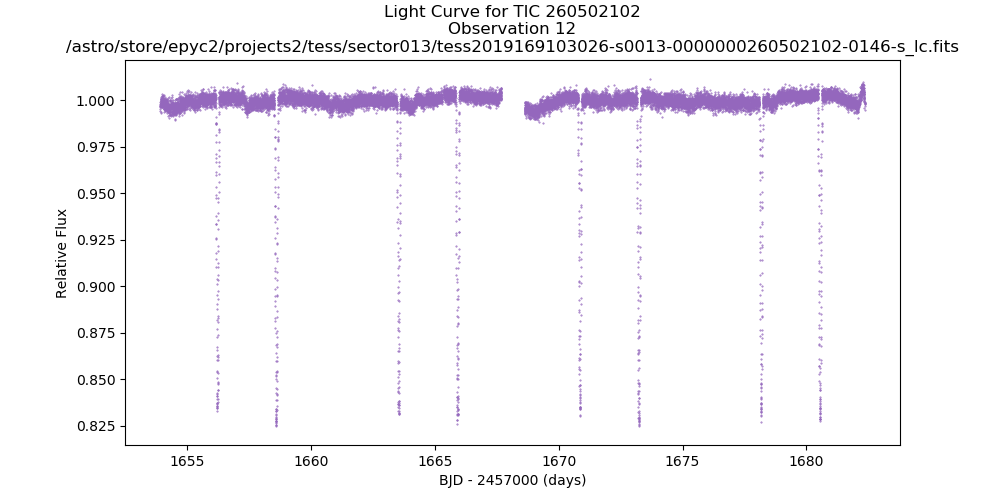 Light Curve for TIC 260502102
Observation 12
/astro/store/epyc2/projects2/tess/sector013/tess2019169103026-s0013-0000000260502102-0146-s_lc.fits
1.000
0.975
0.950
0.925
0.900
0.875
0.850
0.825
Relative Flux
1655 1660 1665 1670 1675 1680
BJD - 2457000 (days)